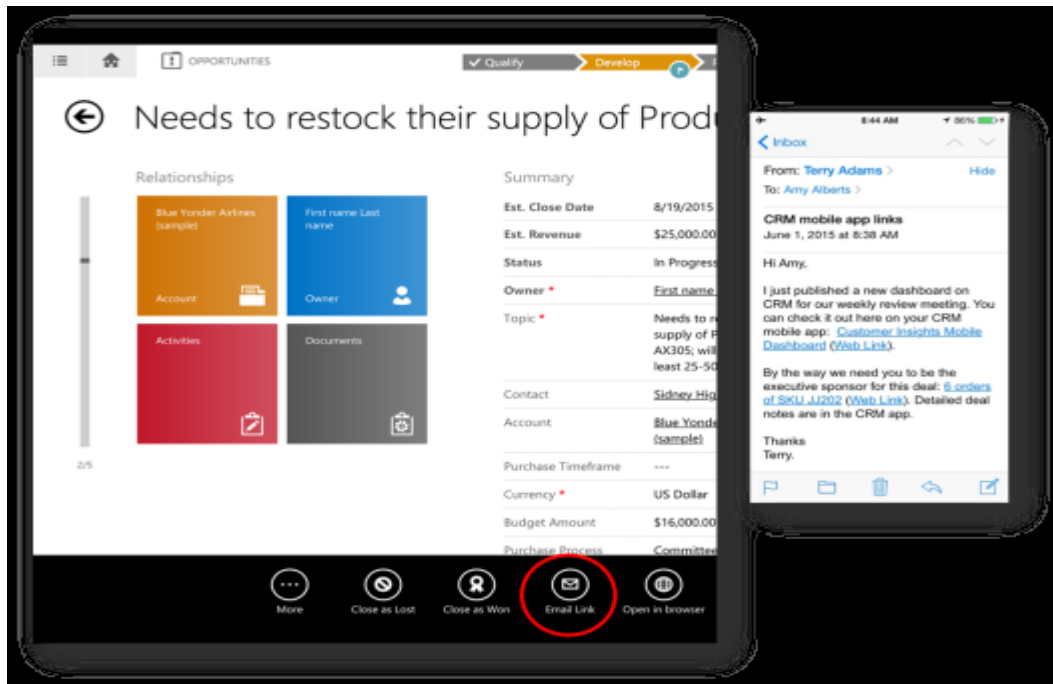 OPPORTUNITIES
Qualify
Develop
Needs to restock their supply of Produ
Relationships
Blue Yonder Airlines
(sample)
Account
First name Last
name
Owner
Activities
Documents
2/5
Summary
Est. Close Date 8/19/2015
Est. Revenue $25,000.00
Status In Progress
Owner * First name
Topic * Needs to re
supply of P
AX305; will
least 25-50
Contact Sidney Hig
Account Blue Yonde
(sample)
Purchase Timeframe ---
Currency * US Dollar
Budget Amount $16,000.00
Purchase Process Committee
More
Close as Lost
Close as Won
Email Link
Open in browser
8:44 AM 86%
Inbox
From: Terry Adams > Hide
To: Amy Alberts >
CRM mobile app links
June 1, 2015 at 8:38 AM
Hi Amy,
I just published a new dashboard on
CRM for our weekly review meeting. You
can check it out here on your CRM
mobile app: Customer Insights Mobile
Dashboard (Web Link).
By the way we need you to be the
executive sponsor for this deal: 6 orders
of SKU JJ202 (Web Link). Detailed deal
notes are in the CRM app.
Thanks
Terry.